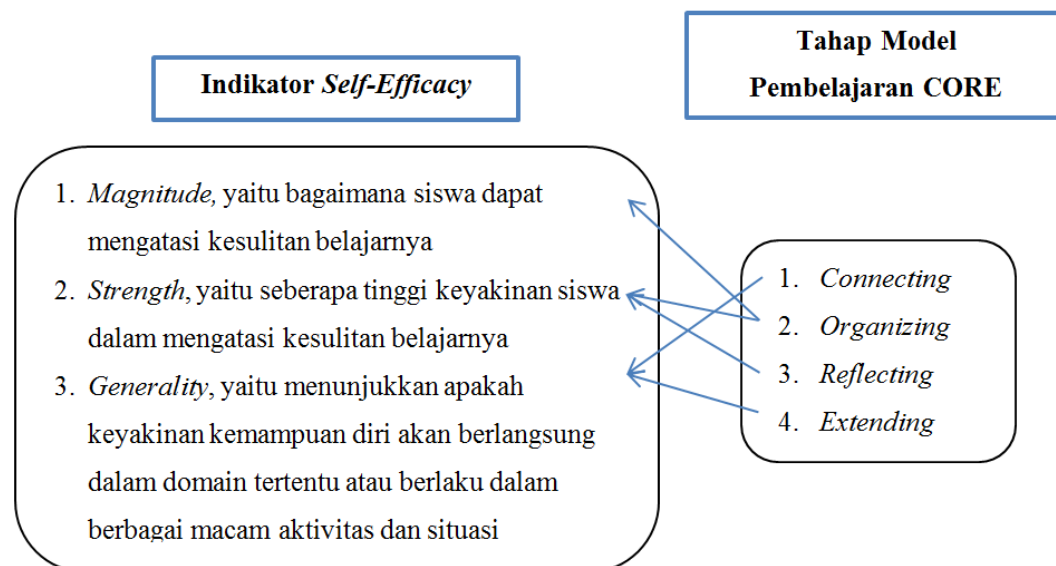 Indikator Self-Efficacy
Tahap Model
Pembelajaran CORE
1. Magnitude, yaitu bagaimana siswa dapat
mengatasi kesulitan belajarnya
2. Strength, yaitu seberapa tinggi keyakinan siswa
dalam mengatasi kesulitan belajarnya
3. Generality, yaitu menunjukkan apakah
keyakinan kemampuan diri akan berlangsung
dalam domain tertentu atau berlaku dalam
berbagai macam aktivitas dan situasi
1. Connecting
2. Organizing
3. Reflecting
4. Extending